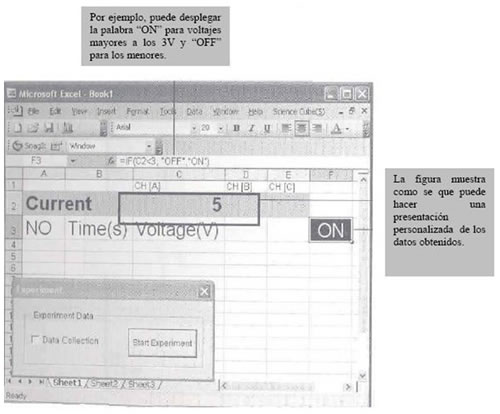 Por ejemplo, puede desplegar
la palabra “ON” para voltajes
mayores a los 3V y “OFF”
para los menores.
Microsoft Excel - Book1
File Edit View Insert Format Tools Data Window Help Science Cube(S)
Arial 20 B I U A
SnagIt Window
F3 =IF(C2<3, "OFF","ON")
A B C D E F
1 CH [A] CH [B] CH [C]
2 Current 5
3 NO Time(s) Voltage(V) ON
4
5
6
7
La figura muestra
como se que puede
hacer una
presentación
personalizada de los
datos obtenidos.
Experiment
Experiment Data
Data Collection
Start Experiment
Sheet1 / Sheet2 / Sheet3 /
Ready